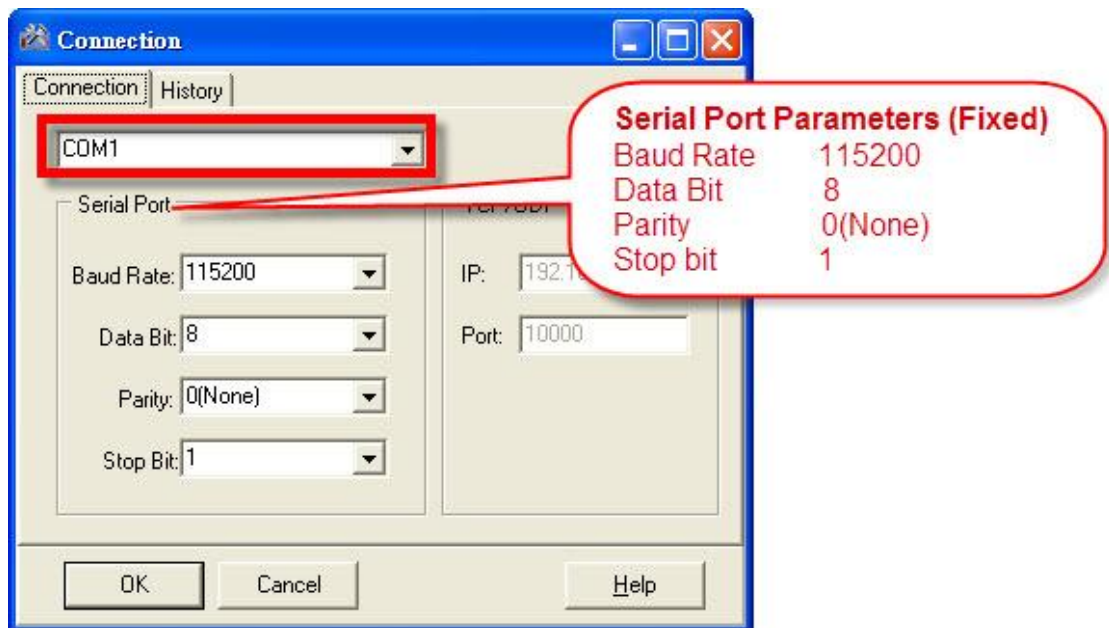 Connection
Connection History
COM1
Serial Port Parameters (Fixed)
Baud Rate 115200
Data Bit 8
Parity 0(None)
Stop bit 1
Serial Port
Baud Rate: 115200
Data Bit: 8
Parity: 0(None)
Stop Bit: 1
IP:
Port: 10000
OK Cancel Help